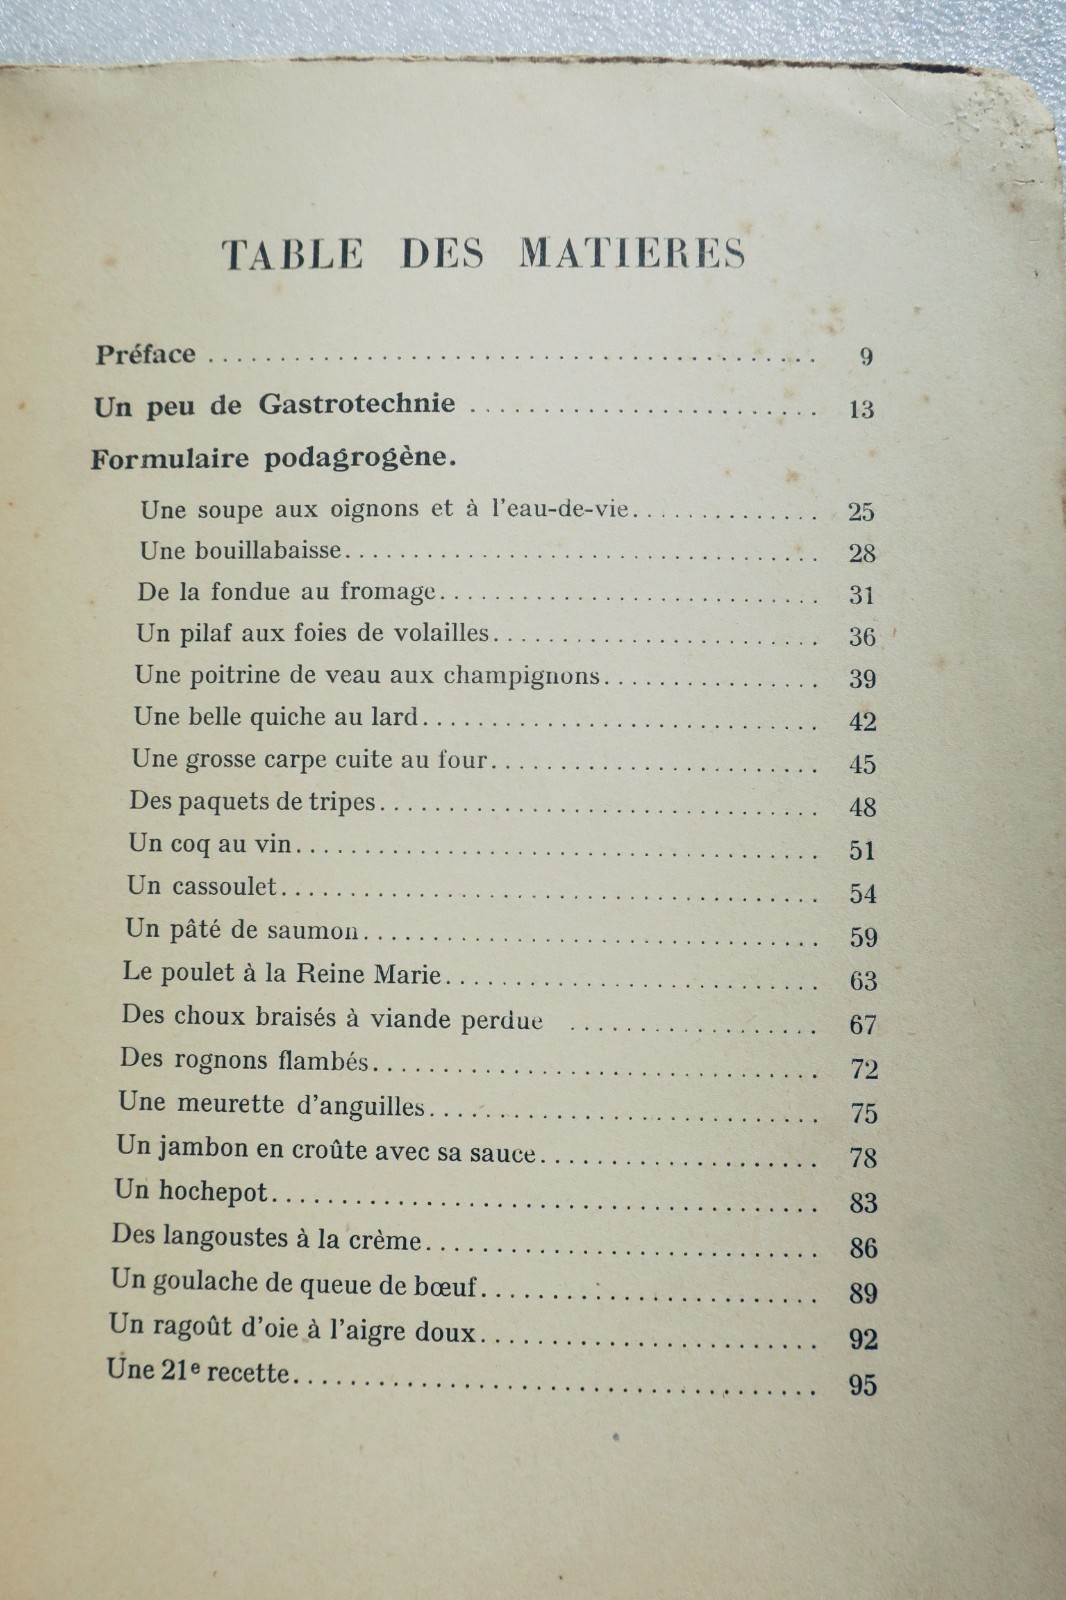 TABLE DES MATIERES
Préface ........................................... 9
Un peu de Gastrotechnie ......................... 13
Formulaire podagrogène.
Une soupe aux oignons et à l'eau-de-vie.............. 25
Une bouillabaisse.................................. 28
De la fondue au fromage............................ 31
Un pilaf aux foies de volailles........................ 36
Une poitrine de veau aux champignons................ 39
Une belle quiche au lard............................. 42
Une grosse carpe cuite au four........................ 45
Des paquets de tripes................................ 48
Un coq au vin...................................... 51
Un cassoulet....................................... 54
Un pâté de saumon................................. 59
Le poulet à la Reine Marie........................... 63
Des choux braisés à viande perdue .................. 67
Des rognons flambés................................ 72
Une meurette d'anguilles............................ 75
Un jambon en croûte avec sa sauce.................... 78
Un hochepot....................................... 83
Des langoustes à la crème............................ 86
Un goulache de queue de bœuf........................ 89
Un ragoût d'oie à l'aigre doux........................ 92
Une 21e recette...................................... 95